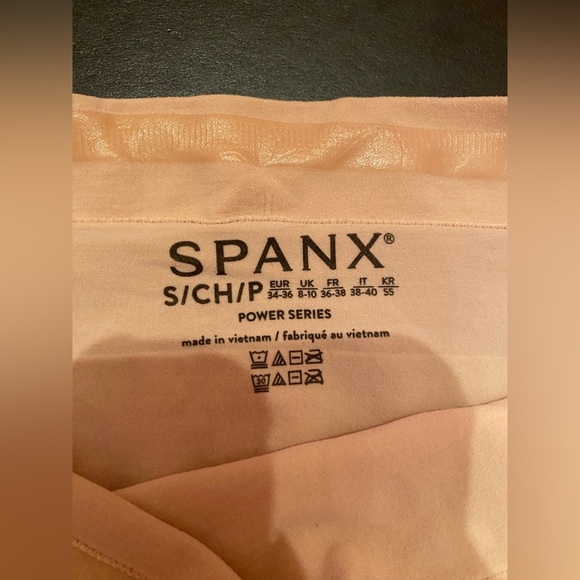 SPANX®
S/CH/P EUR 34-36 UK 8-10 FR 36-38 IT 38-40 KR 55
POWER SERIES
made in vietnam / fabriqué au vietnam
30